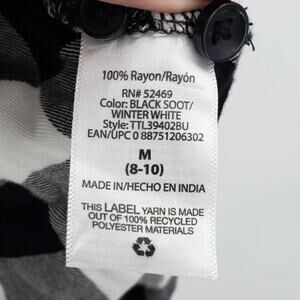 100% Rayon/Rayón
RN# 52469
Color: BLACK SOOT/
WINTER WHITE
Style: TTL39402BU
EAN/UPC 0 88751206302
M
(8-10)
MADE IN/HECHO EN INDIA
THIS LABEL YARN IS MADE
OUT OF 100% RECYCLED
POLYESTER MATERIALS